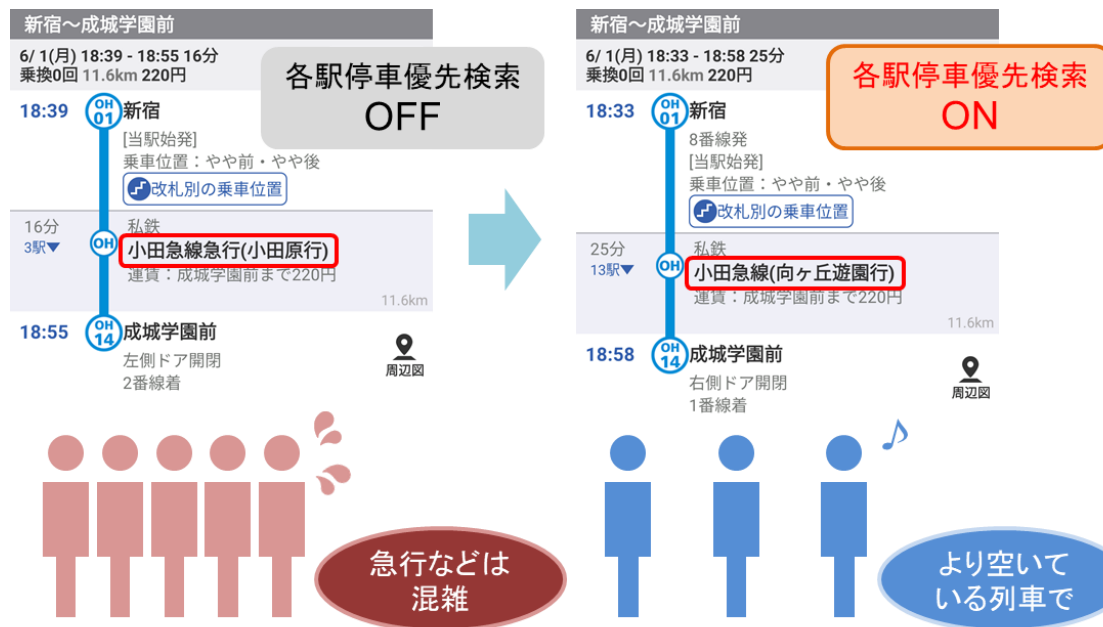 新宿～成城学園前
6/ 1(月) 18:39 - 18:55 16分
乗換0回 11.6km 220円
各駅停車優先検索
OFF
18:39 OH 01 新宿
[当駅始発]
乗車位置：やや前・やや後
改札別の乗車位置
16分 私鉄
3駅▼ OH 小田急線急行(小田原行)
運賃：成城学園前まで220円
11.6km
18:55 OH 14 成城学園前
左側ドア開閉
2番線着
周辺図
急行などは
混雑
新宿～成城学園前
6/ 1(月) 18:33 - 18:58 25分
乗換0回 11.6km 220円
各駅停車優先検索
ON
18:33 OH 01 新宿
8番線発
[当駅始発]
乗車位置：やや前・やや後
改札別の乗車位置
25分 私鉄
13駅▼ OH 小田急線(向ヶ丘遊園行)
運賃：成城学園前まで220円
11.6km
18:58 OH 14 成城学園前
右側ドア開閉
1番線着
周辺図
より空いて
いる列車で